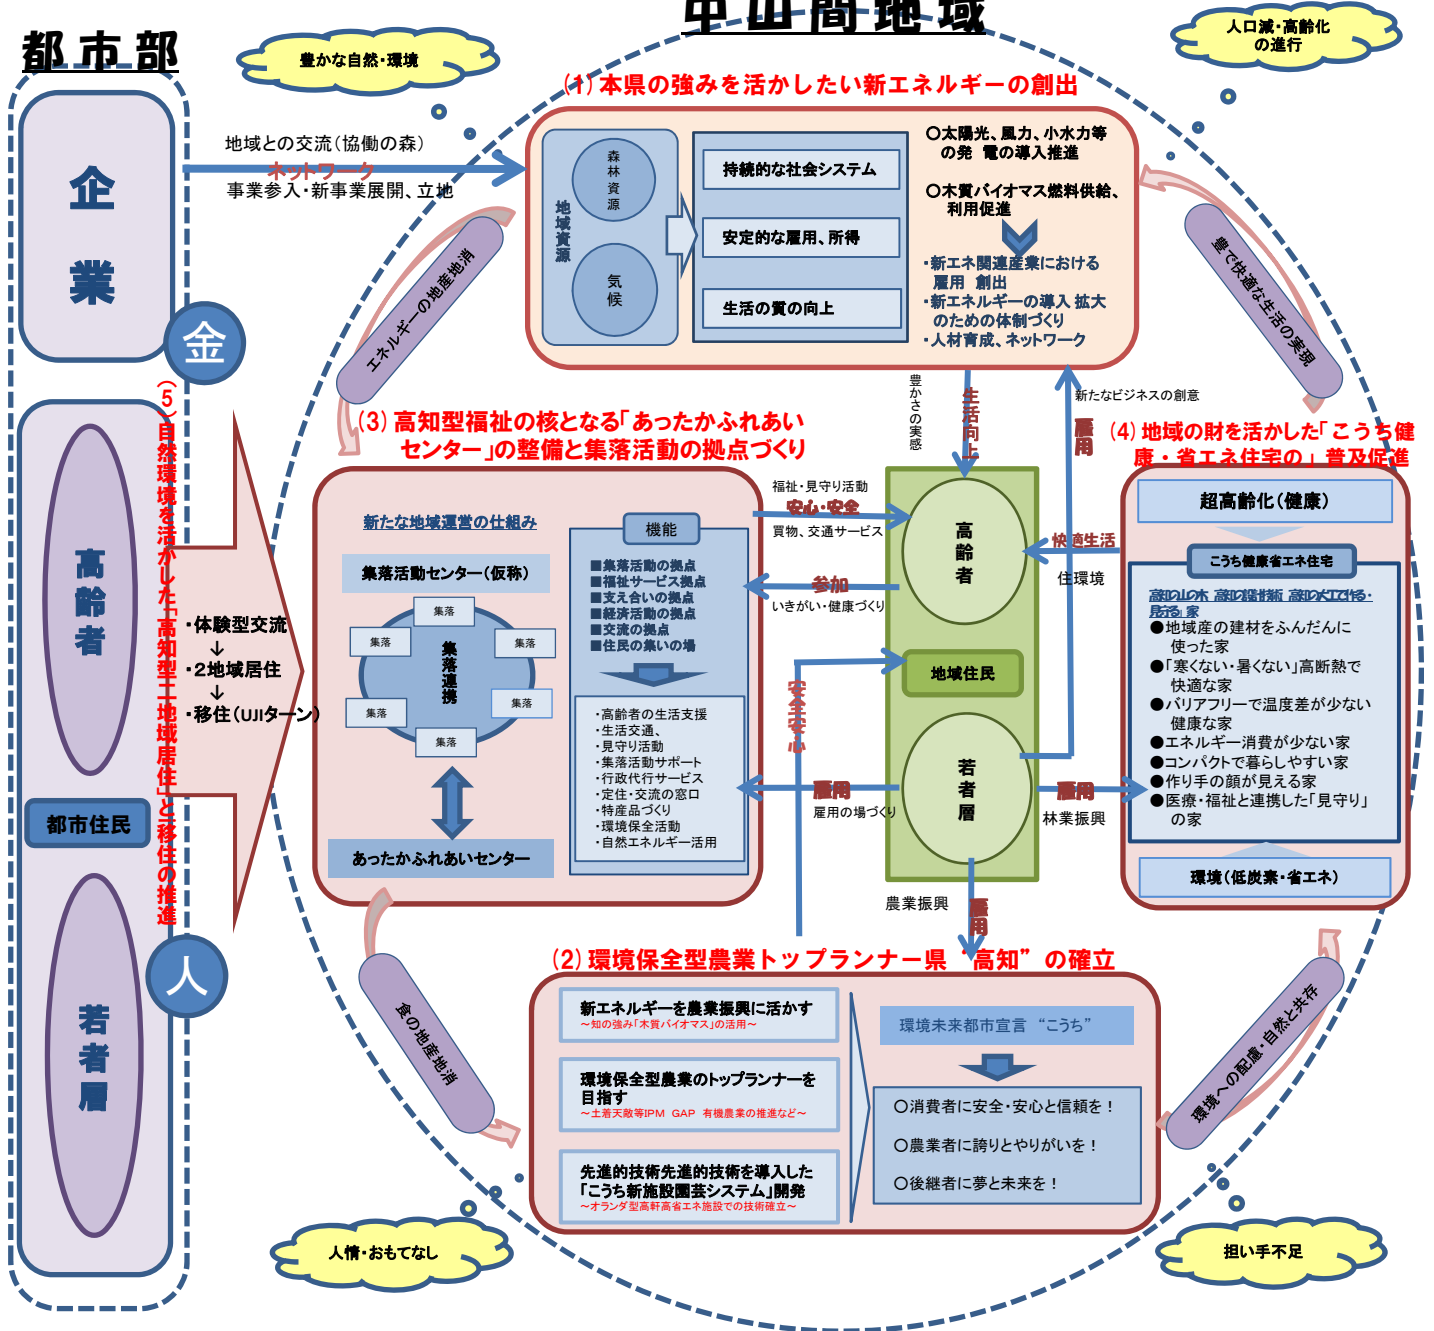 中山間地域
都市部
豊かな自然・環境
人口減・高齢化
の進行
(1)本県の強みを活かしたい新エネルギーの創出
企業
金
高齢者
都市住民
若者層
人
地域との交流(協働の森)
ネットワーク
事業参入・新事業展開、立地
地域資源
森林資源
気候
持続的な社会システム
安定的な雇用、所得
生活の質の向上
○太陽光、風力、小水力等
の発 電の導入推進
○木質バイオマス燃料供給、
利用促進
・新エネ関連産業における
雇用 創出
・新エネルギーの導入 拡大
のための体制づくり
・人材育成、ネットワーク
エネルギーの地産地消
豊で快適な生活の実現
(5)自然環境を活かした「高知型二地域居住」と移住の推進
・体験型交流
↓
・2地域居住
↓
・移住(UJIターン)
(3)高知型福祉の核となる「あったかふれあい
センター」の整備と集落活動の拠点づくり
新たな地域運営の仕組み
集落活動センター(仮称)
集落
集落
集落
集落連携
集落
集落
集落
あったかふれあいセンター
機能
■集落活動の拠点
■福祉サービス拠点
■支え合いの拠点
■経済活動の拠点
■交流の拠点
■住民の集いの場
・高齢者の生活支援
・生活交通、
・見守り活動
・集落活動サポート
・行政代行サービス
・定住・交流の窓口
・特産品づくり
・環境保全活動
・自然エネルギー活用
豊かさの実感
生活向上
新たなビジネスの創意
雇用
福祉・見守り活動
安心・安全
買物、交通サービス
参加
いきがい・健康づくり
高齢者
地域住民
若者層
快適生活
住環境
安全安心
雇用
雇用の場づくり
雇用
林業振興
農業振興
雇用
(4)地域の財を活かした「こうち健
康・省エネ住宅の」普及促進
超高齢化(健康)
こうち健康省エネ住宅
高知の山の木 高知の設計技術 高知の大工で作る・
見守る」家
●地域産の建材をふんだんに
使った家
●「寒くない・暑くない」高断熱で
快適な家
●バリアフリーで温度差が少ない
健康な家
●エネルギー消費が少ない家
●コンパクトで暮らしやすい家
●作り手の顔が見える家
●医療・福祉と連携した「見守り」
の家
環境(低炭素・省エネ)
(2)環境保全型農業トップランナー県 “高知” の確立
新エネルギーを農業振興に活かす
～知の強み「木質バイオマス」の活用～
環境保全型農業のトップランナーを
目指す
～土着天敵等IPM GAP 有機農業の推進など～
先進的技術先進的技術を導入した
「こうち新施設園芸システム」開発
～オランダ型高軒高省エネ施設での技術確立～
環境未来都市宣言 “こうち”
○消費者に安全・安心と信頼を！
○農業者に誇りとやりがいを！
○後継者に夢と未来を！
食の地産地消
環境への配慮・自然と共存
人情・おもてなし
担い手不足